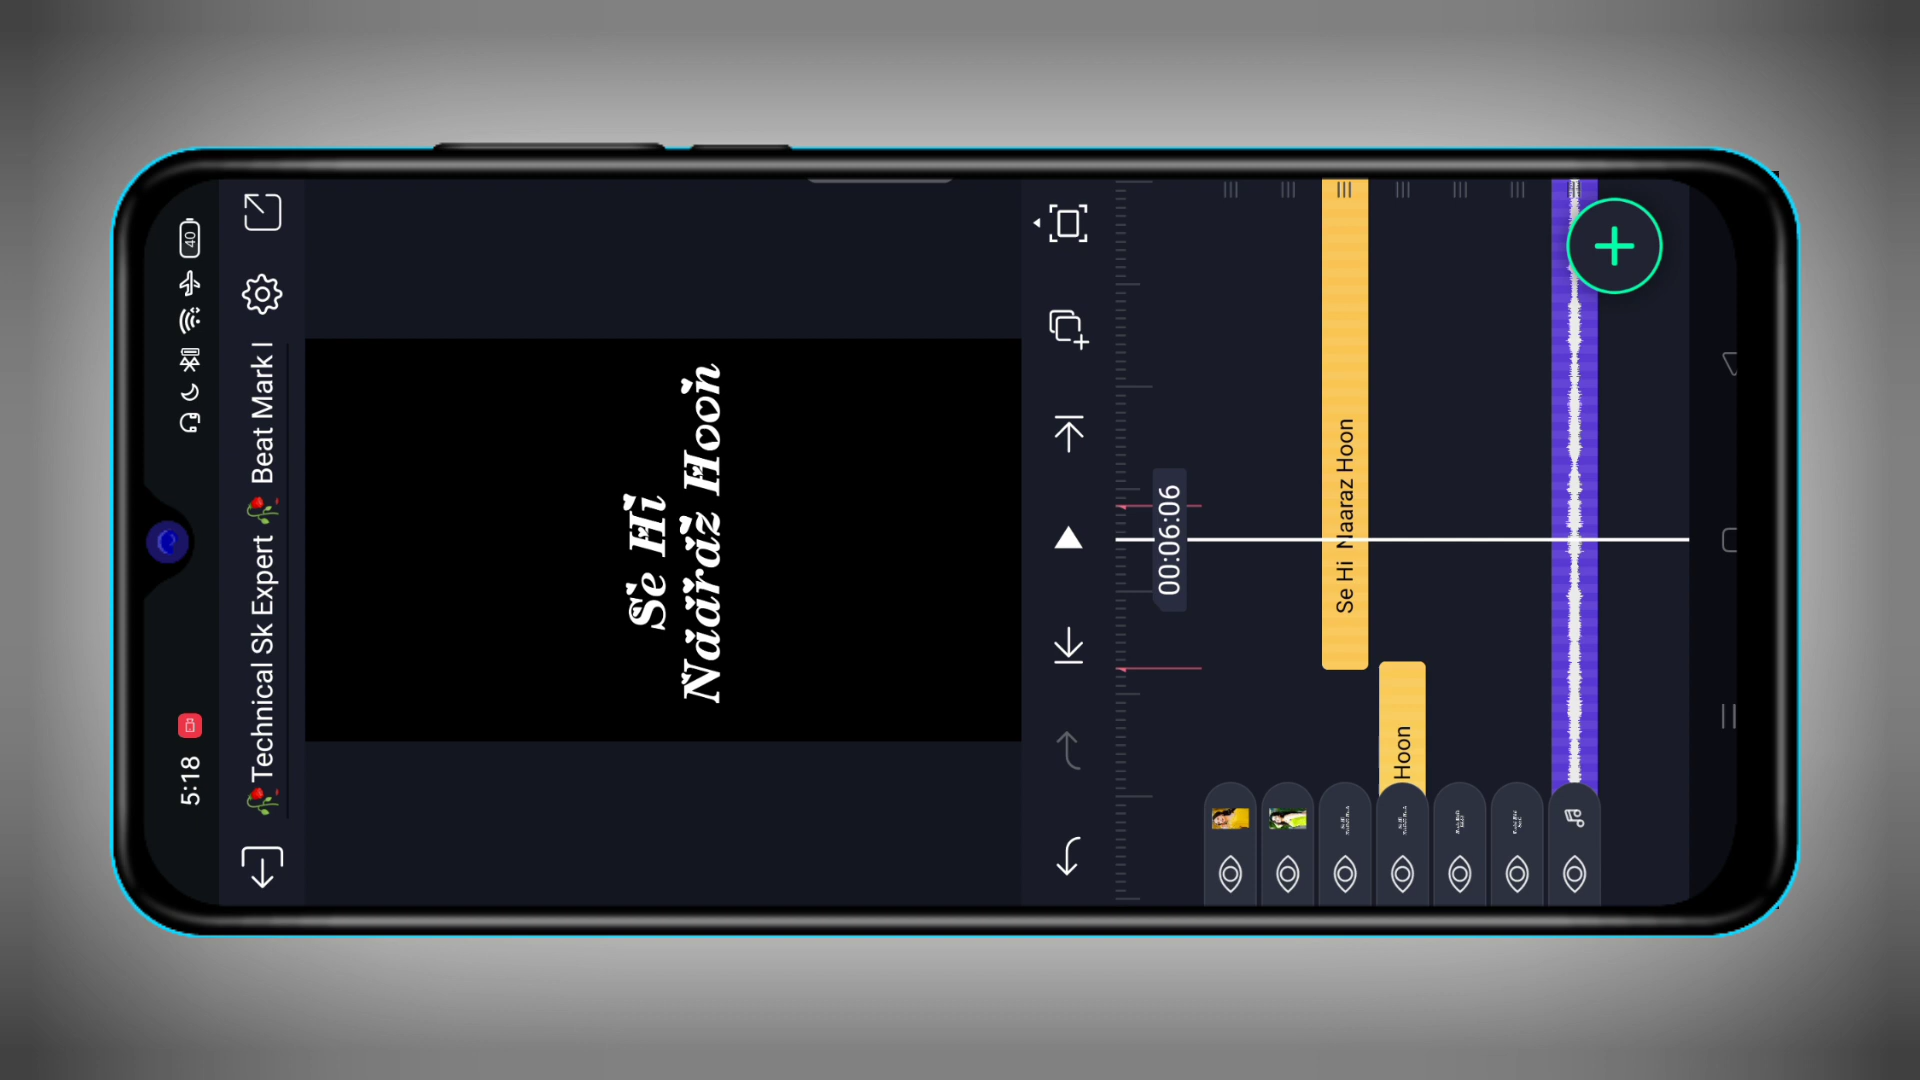 5:18
40
🥀Technical Sk Expert 🥀 Beat Mark
Se Hi
Naaraz Hoon
00:06:06
Se Hi Naaraz Hoon
Hoon